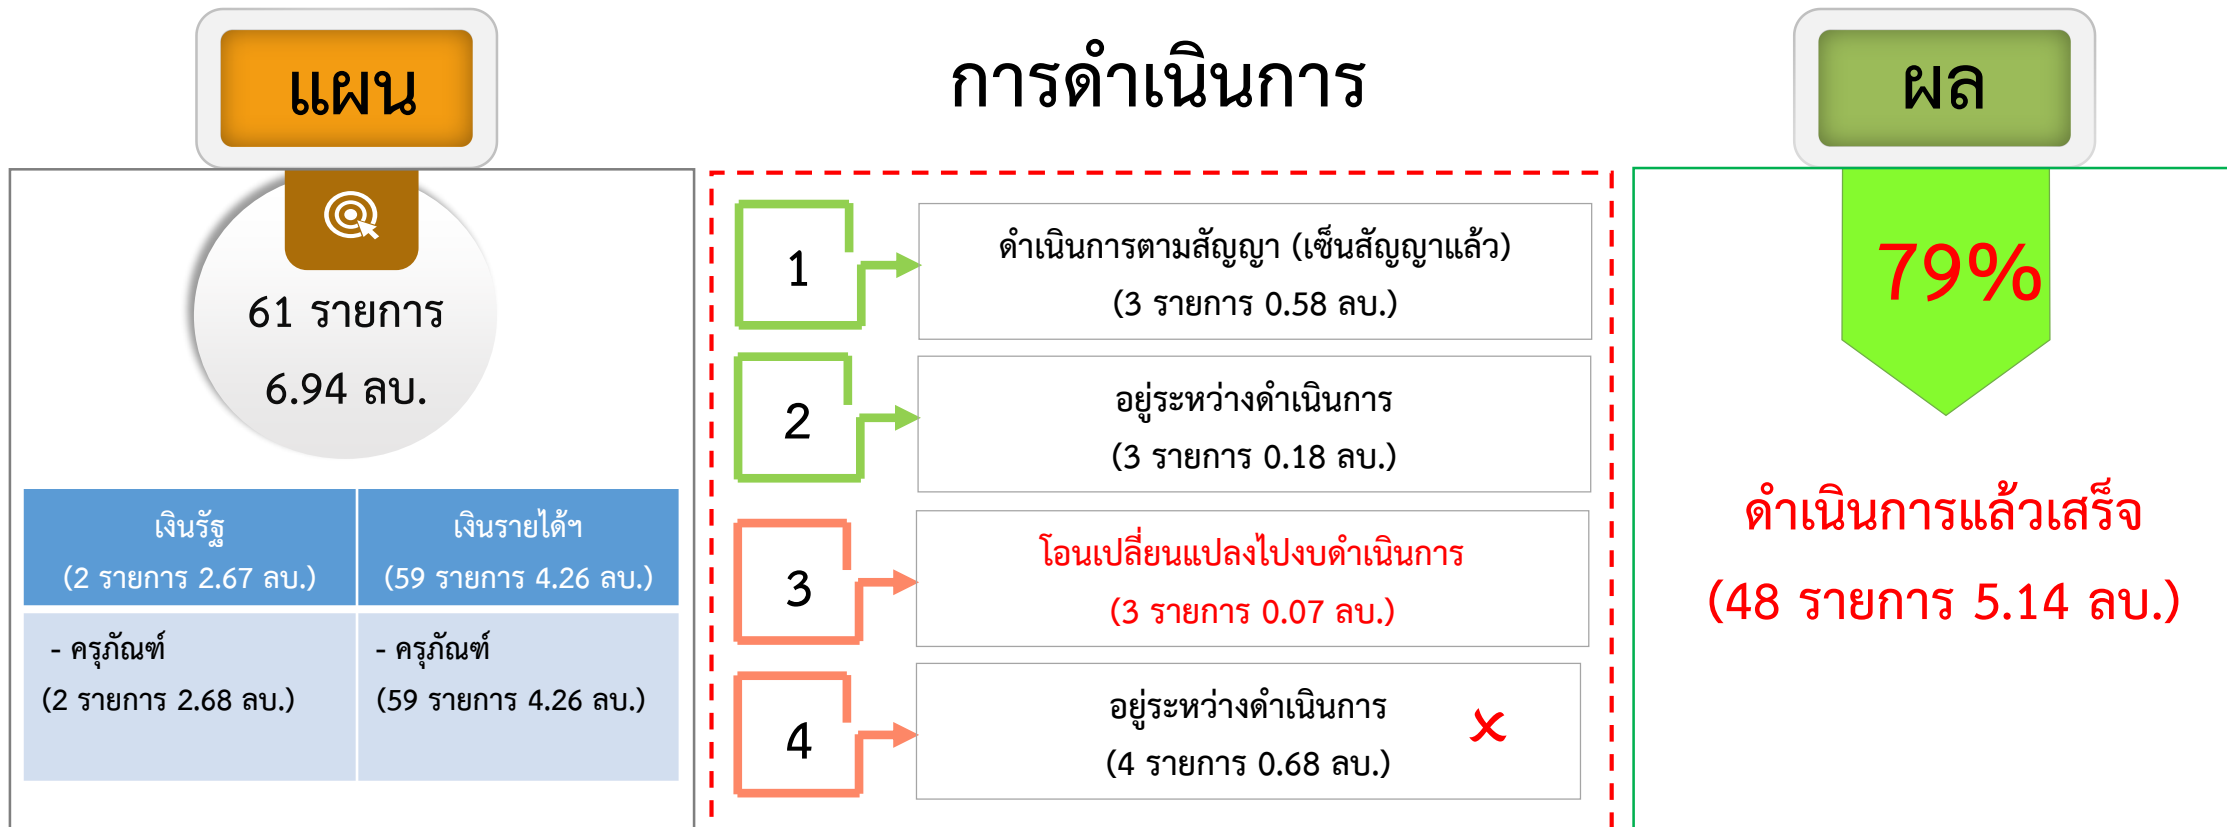 แผน
61 รายการ
6.94 ลบ.
เงินรัฐ
(2 รายการ 2.67 ลบ.)
เงินรายได้ฯ
(59 รายการ 4.26 ลบ.)
- ครุภัณฑ์
(2 รายการ 2.68 ลบ.)
- ครุภัณฑ์
(59 รายการ 4.26 ลบ.)
การดำเนินการ
1
ดำเนินการตามสัญญา (เซ็นสัญญาแล้ว)
(3 รายการ 0.58 ลบ.)
2
อยู่ระหว่างดำเนินการ
(3 รายการ 0.18 ลบ.)
3
โอนเปลี่ยนแปลงไปงบดำเนินการ
(3 รายการ 0.07 ลบ.)
4
อยู่ระหว่างดำเนินการ
(4 รายการ 0.68 ลบ.)
ผล
79%
ดำเนินการแล้วเสร็จ
(48 รายการ 5.14 ลบ.)